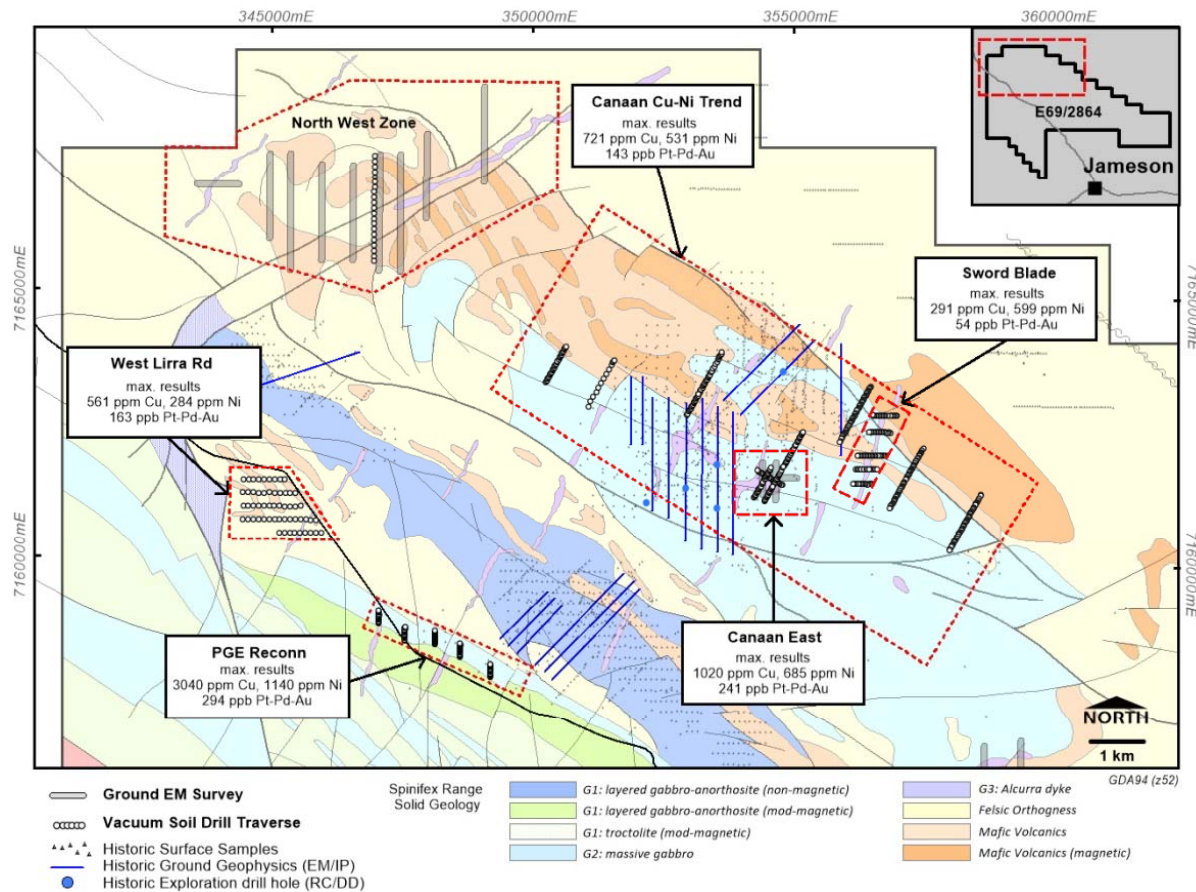 345000mE
350000mE
355000mE
360000mE
North West Zone
Canaan Cu-Ni Trend
max. results
721 ppm Cu, 531 ppm Ni
143 ppb Pt-Pd-Au
E69/2864
Jameson
7165000mE
7165000mE
Sword Blade
max. results
291 ppm Cu, 599 ppm Ni
54 ppb Pt-Pd-Au
West Lirra Rd
max. results
561 ppm Cu, 284 ppm Ni
163 ppb Pt-Pd-Au
7160000mE
7160000mE
PGE Reconn
max. results
3040 ppm Cu, 1140 ppm Ni
294 ppb Pt-Pd-Au
Canaan East
max. results
1020 ppm Cu, 685 ppm Ni
241 ppb Pt-Pd-Au
NORTH
1 km
GDA94 (z52)
Ground EM Survey
Vacuum Soil Drill Traverse
Historic Surface Samples
Historic Ground Geophysics (EM/IP)
Historic Exploration drill hole (RC/DD)
Spinifex Range
Solid Geology
G1: layered gabbro-anorthosite (non-magnetic)
G1: layered gabbro-anorthosite (mod-magnetic)
G1: troctolite (mod-magnetic)
G2: massive gabbro
G3: Alcurra dyke
Felsic Orthogness
Mafic Volcanics
Mafic Volcanics (magnetic)